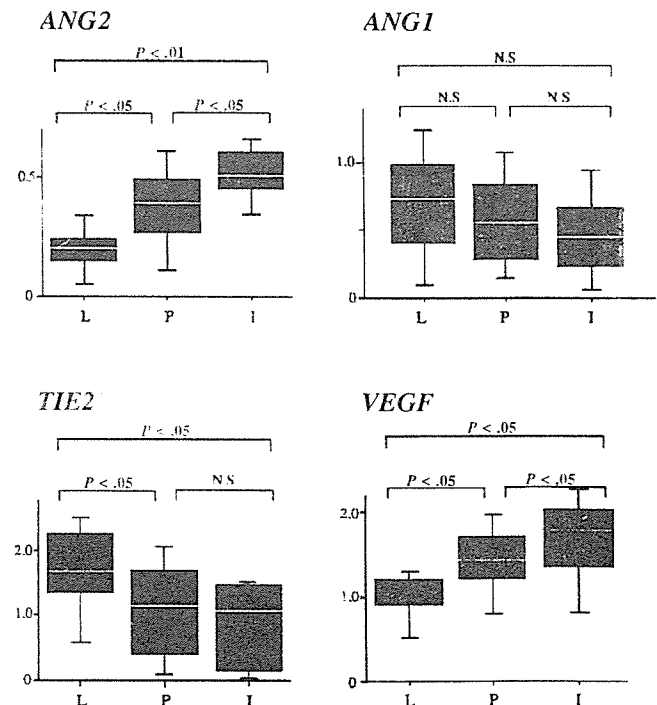 ANG2
P < .01
P < .05 P < .05
0.5
0
L P I
ANG1
N.S
N.S N.S
1.0
0
L P I
TIE2
P < .05
P < .05 N.S
2.0
1.0
0
L P I
VEGF
P < .05
P < .05 P < .05
2.0
1.0
0
L P I